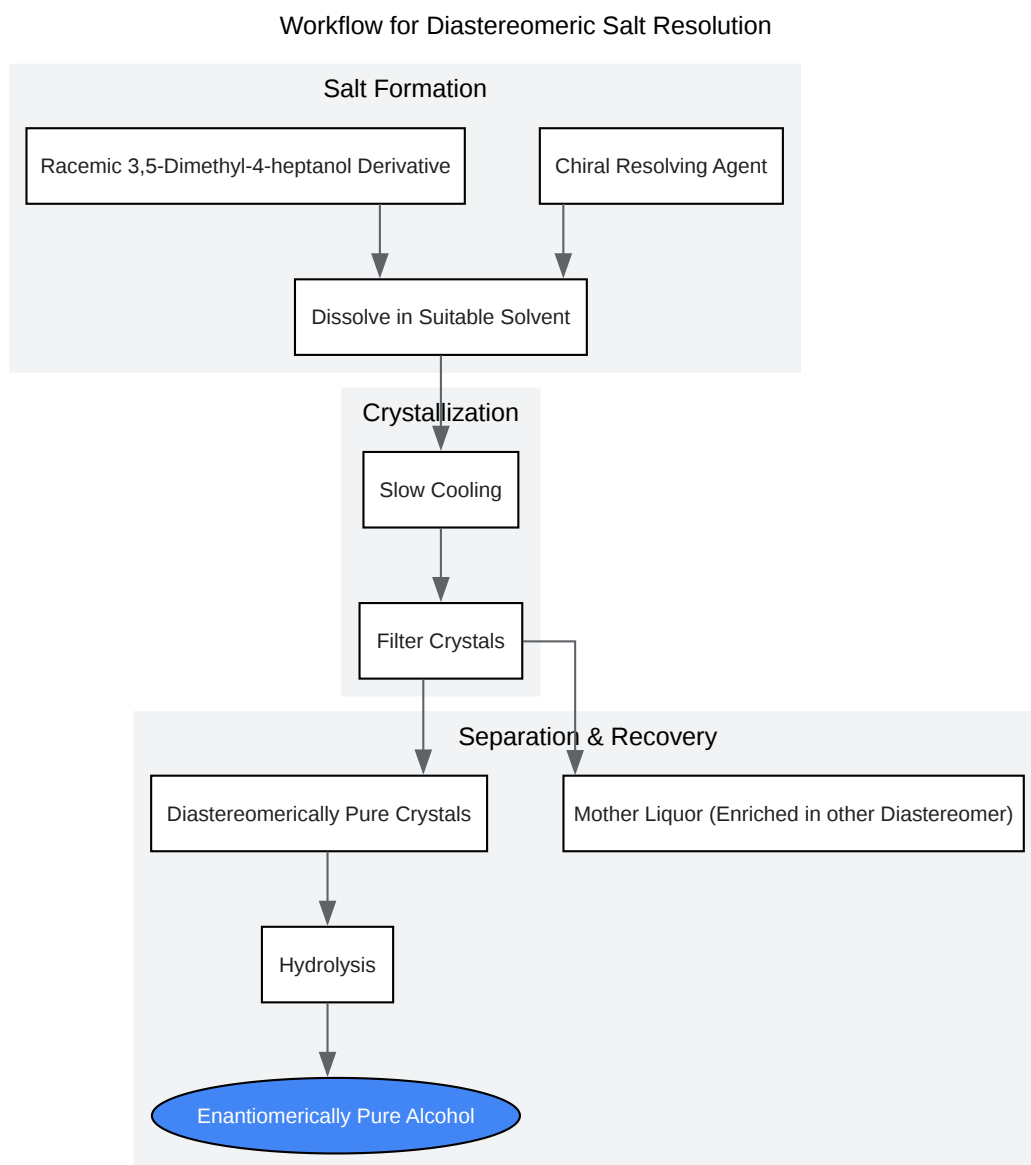 Workflow for Diastereomeric Salt Resolution
Salt Formation
Racemic 3,5-Dimethyl-4-heptanol Derivative
Chiral Resolving Agent
Dissolve in Suitable Solvent
Crystallization
Slow Cooling
Filter Crystals
Separation & Recovery
Diastereomerically Pure Crystals
Mother Liquor (Enriched in other Diastereomer)
Hydrolysis
Enantiomerically Pure Alcohol